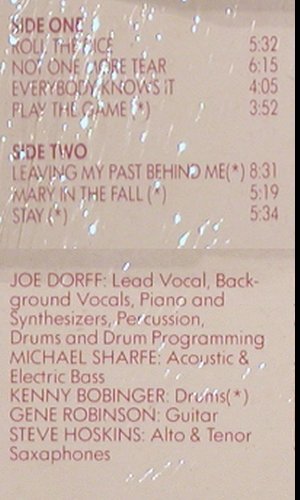 SIDE ONE
ROLL THE DICE 5:32
NOT ONE MORE TEAR 6:15
EVERYBODY KNOWS IT 4:05
PLAY THE GAME (*) 3:52
SIDE TWO
LEAVING MY PAST BEHIND ME(*) 8:31
MARY IN THE FALL (*) 5:19
STAY (*) 5:34
JOE DORFF: Lead Vocal, Back-
ground Vocals, Piano and
Synthesizers, Percussion,
Drums and Drum Programming
MICHAEL SHARFE: Acoustic &
Electric Bass
KENNY BOBINGER: Drums(*)
GENE ROBINSON: Guitar
STEVE HOSKINS: Alto & Tenor
Saxaphones